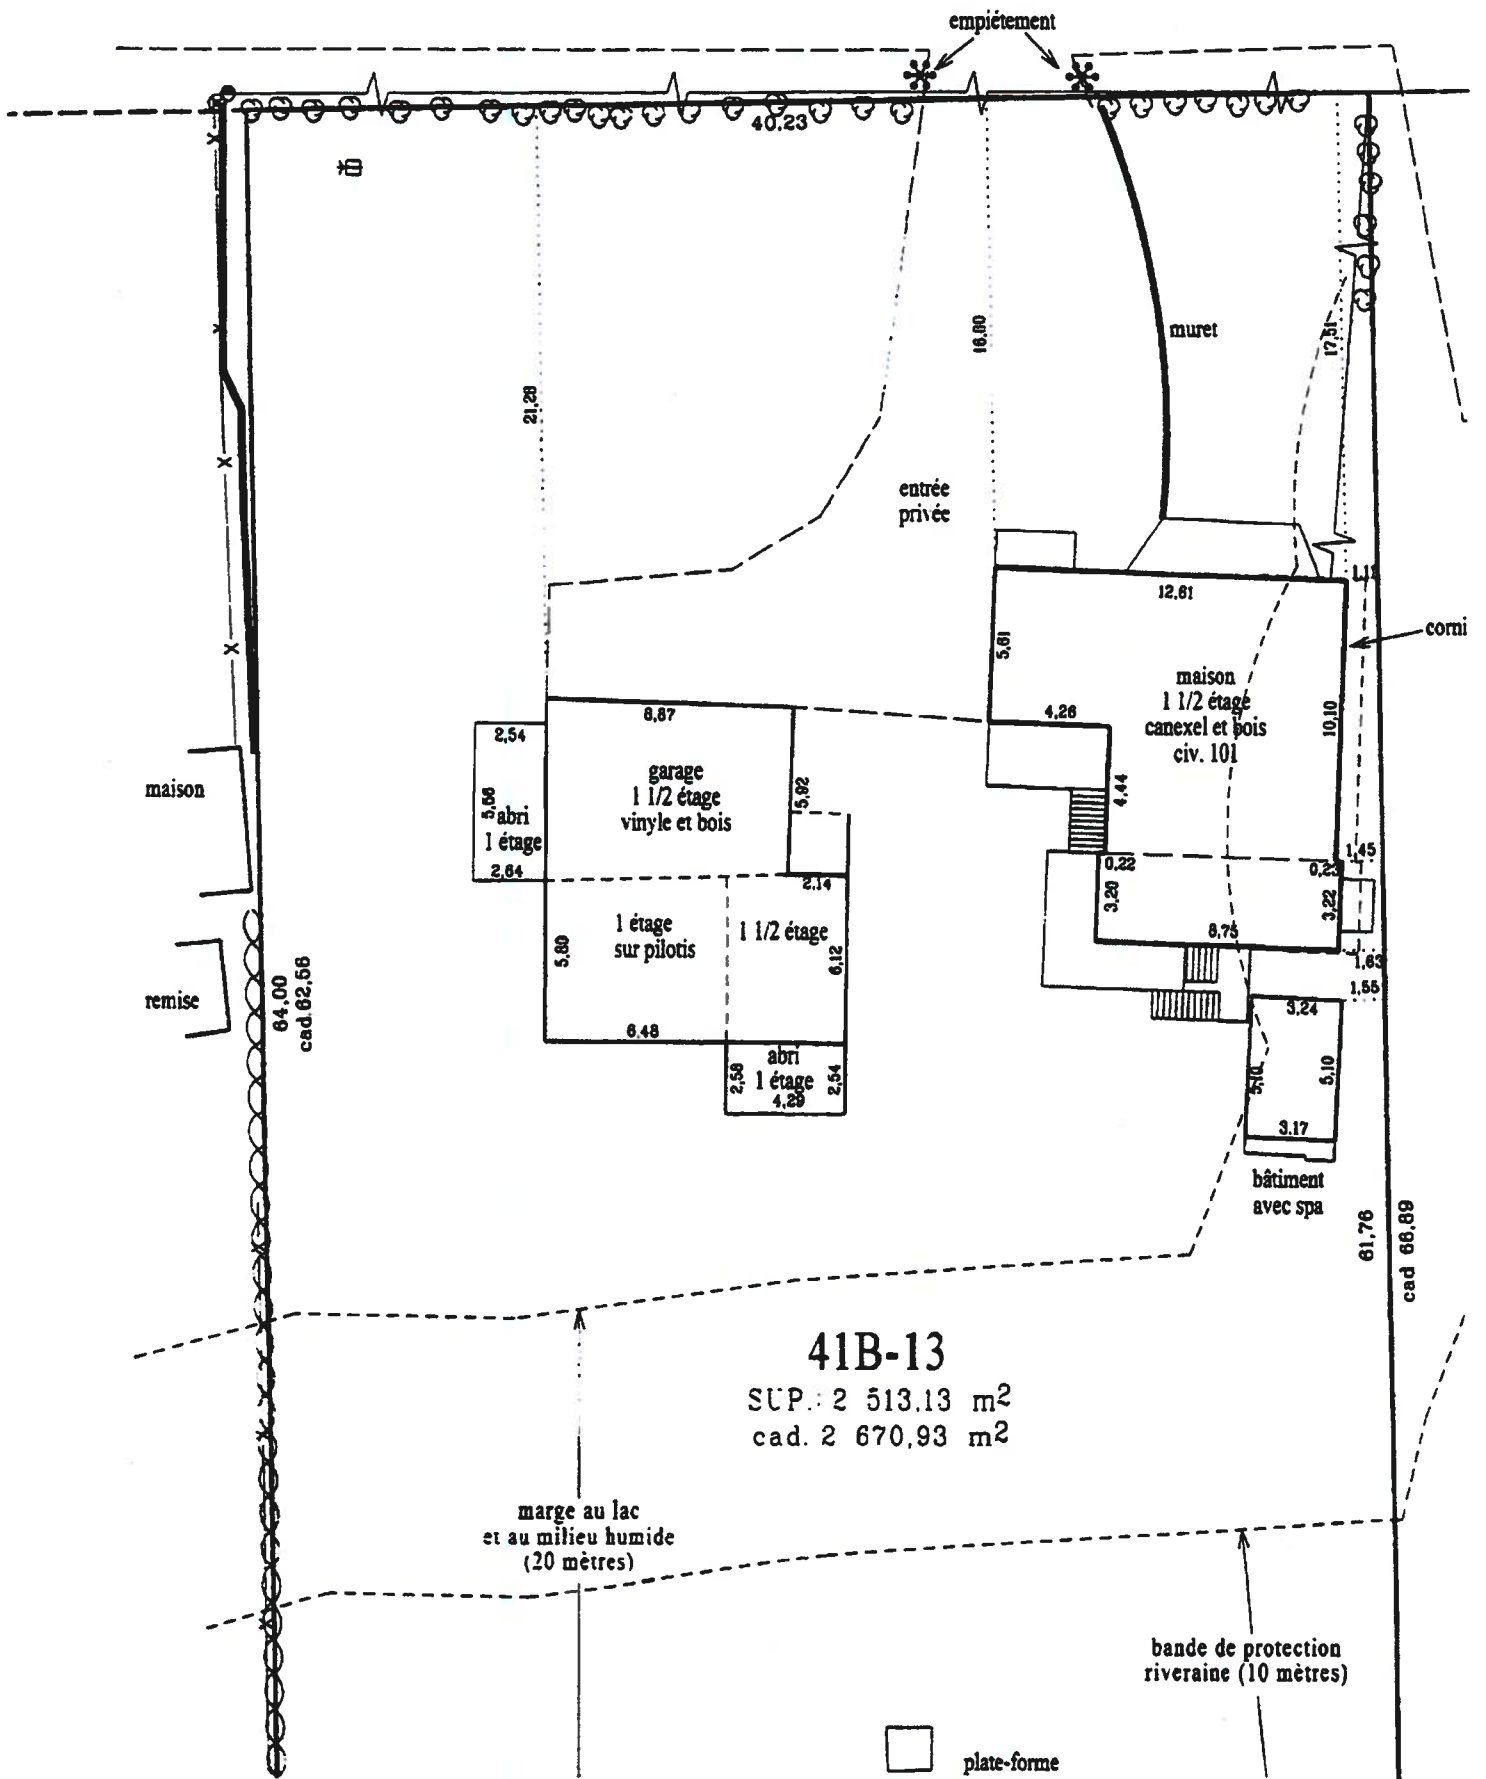 empiétement
40,23
21,28
16,80
muret
17,51
entrée
privée
1,19
12,61
corni
5,61
maison
1 1/2 étage
canexel et bois
civ. 101
10,10
4,26
4,44
8,87
2,54
garage
1 1/2 étage
vinyle et bois
5,92
maison
5,66
abri
1 étage
2,64
2,14
0,22
0,23
1,45
3,20
3,22
1 étage
sur pilotis
1 1/2 étage
5,80
6,12
8,75
1,63
1,55
3,24
remise
64,00
cad.62,56
6,48
abri
1 étage
2,58
2,54
4,29
5,10
5,10
3.17
bâtiment
avec spa
61,76
cad 66,89
41B-13
SUP.: 2 513,13 m2
cad. 2 670,93 m2
marge au lac
et au milieu humide
(20 mètres)
bande de protection
riveraine (10 mètres)
plate-forme